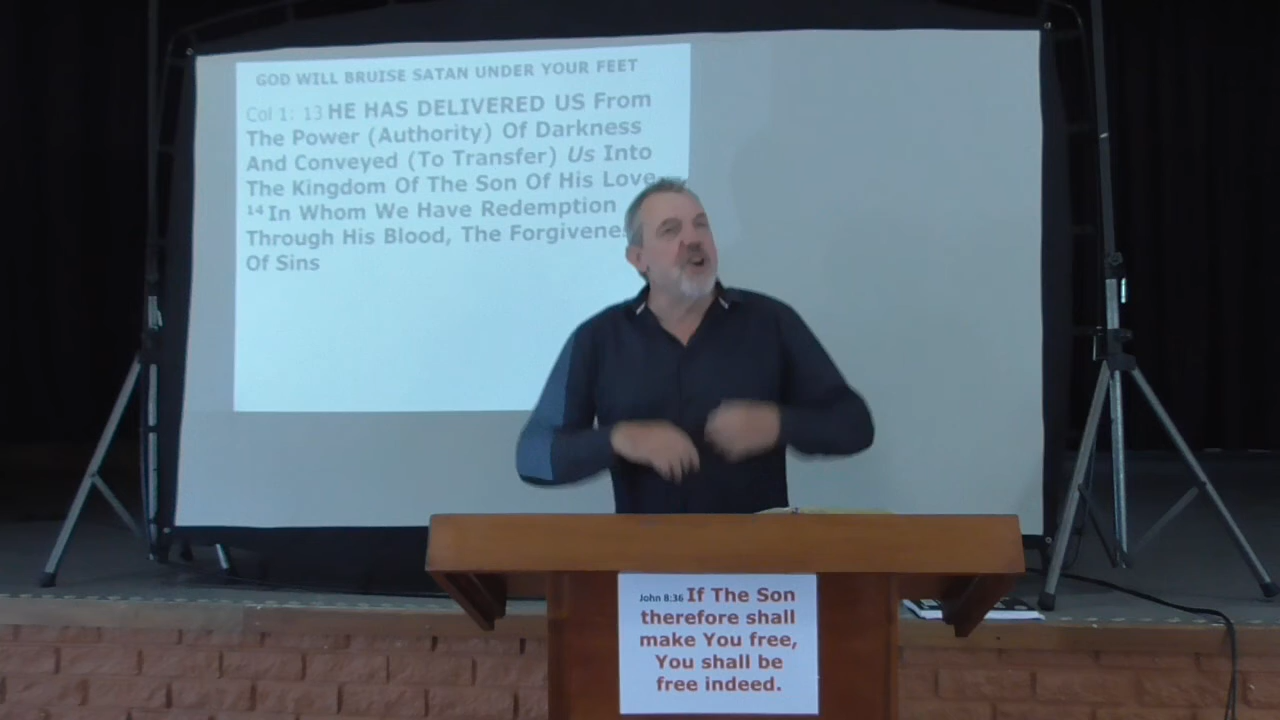 GOD WILL BRUISE SATAN UNDER YOUR FEET
Col 1: 13 HE HAS DELIVERED US From
The Power (Authority) Of Darkness
And Conveyed (To Transfer) Us Into
The Kingdom Of The Son Of His Love
14 In Whom We Have Redemption
Through His Blood, The
Of Sins
John 8:36 If The Son
therefore shall
make You free,
You shall be
free indeed.